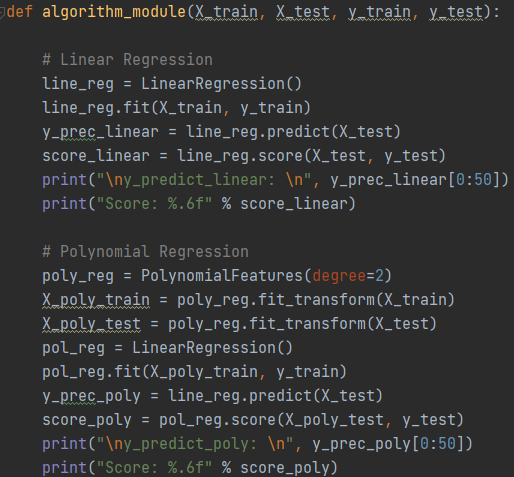 def algorithm_module(X_train, X_test, y_train, y_test):
# Linear Regression
line_reg = LinearRegression()
line_reg.fit(X_train, y_train)
y_prec_linear = line_reg.predict(X_test)
score_linear = line_reg.score(X_test, y_test)
print("\ny_predict_linear: \n", y_prec_linear[0:50])
print("Score: %.6f" % score_linear)
# Polynomial Regression
poly_reg = PolynomialFeatures(degree=2)
X_poly_train = poly_reg.fit_transform(X_train)
X_poly_test = poly_reg.fit_transform(X_test)
pol_reg = LinearRegression()
pol_reg.fit(X_poly_train, y_train)
y_prec_poly = line_reg.predict(X_test)
score_poly = pol_reg.score(X_poly_test, y_test)
print("\ny_predict_poly: \n", y_prec_poly[0:50])
print("Score: %.6f" % score_poly)